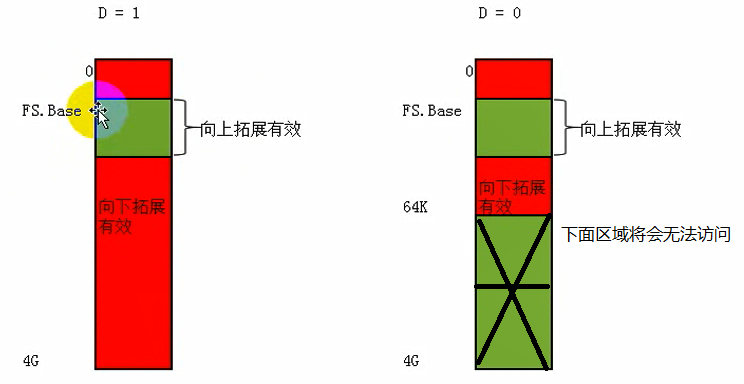 D = 1
D = 0
0
0
FS.Base
向上拓展有效
FS.Base
向上拓展有效
向下拓展
有效
向下拓展
有效
64K
下面区域将会无法访问
4G
4G